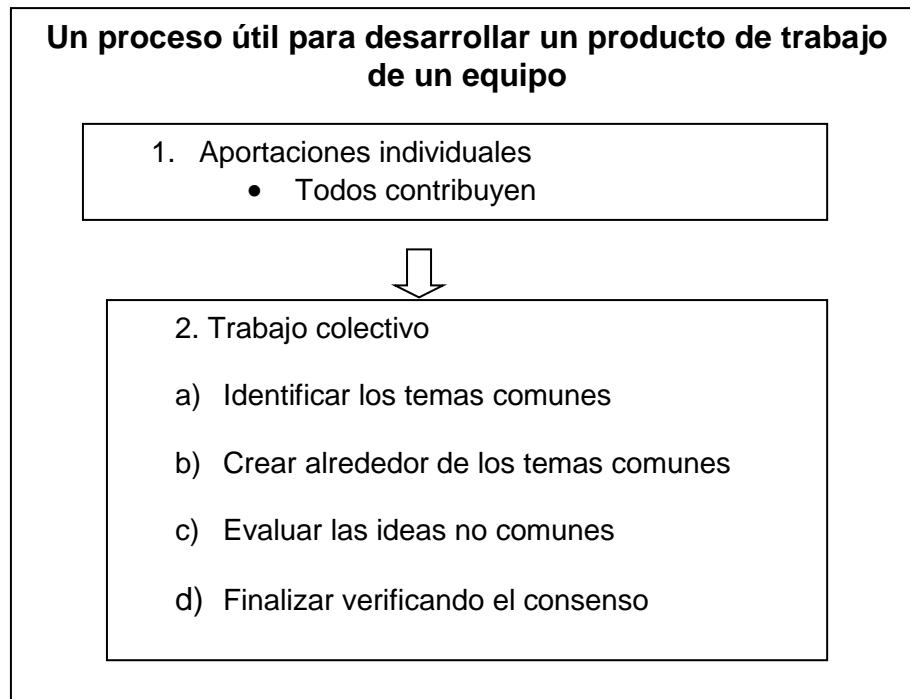 Un proceso útil para desarrollar un producto de trabajo
de un equipo
1. Aportaciones individuales
• Todos contribuyen
2. Trabajo colectivo
a) Identificar los temas comunes
b) Crear alrededor de los temas comunes
c) Evaluar las ideas no comunes
d) Finalizar verificando el consenso